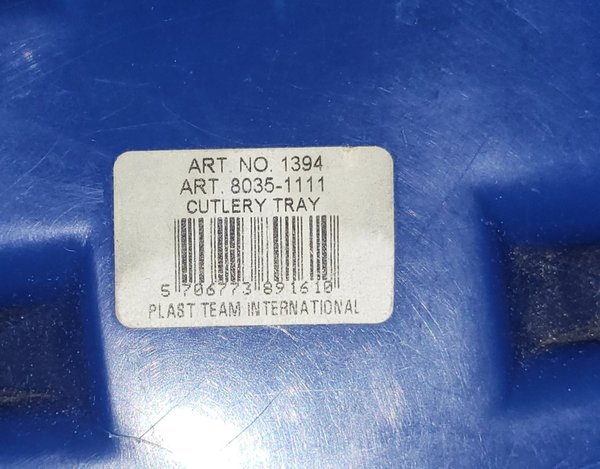 ART. NO. 1394
ART. 8035-1111
CUTLERY TRAY
5 706773 891610
PLAST TEAM INTERNATIONAL